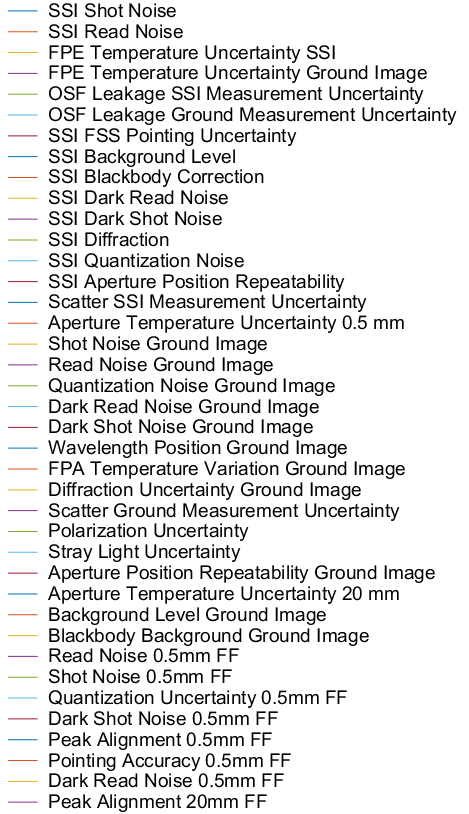 SSI Shot Noise
SSI Read Noise
FPE Temperature Uncertainty SSI
FPE Temperature Uncertainty Ground Image
OSF Leakage SSI Measurement Uncertainty
OSF Leakage Ground Measurement Uncertainty
SSI FSS Pointing Uncertainty
SSI Background Level
SSI Blackbody Correction
SSI Dark Read Noise
SSI Dark Shot Noise
SSI Diffraction
SSI Quantization Noise
SSI Aperture Position Repeatability
Scatter SSI Measurement Uncertainty
Aperture Temperature Uncertainty 0.5 mm
Shot Noise Ground Image
Read Noise Ground Image
Quantization Noise Ground Image
Dark Read Noise Ground Image
Dark Shot Noise Ground Image
Wavelength Position Ground Image
FPA Temperature Variation Ground Image
Diffraction Uncertainty Ground Image
Scatter Ground Measurement Uncertainty
Polarization Uncertainty
Stray Light Uncertainty
Aperture Position Repeatability Ground Image
Aperture Temperature Uncertainty 20 mm
Background Level Ground Image
Blackbody Background Ground Image
Read Noise 0.5mm FF
Shot Noise 0.5mm FF
Quantization Uncertainty 0.5mm FF
Dark Shot Noise 0.5mm FF
Peak Alignment 0.5mm FF
Pointing Accuracy 0.5mm FF
Dark Read Noise 0.5mm FF
Peak Alignment 20mm FF